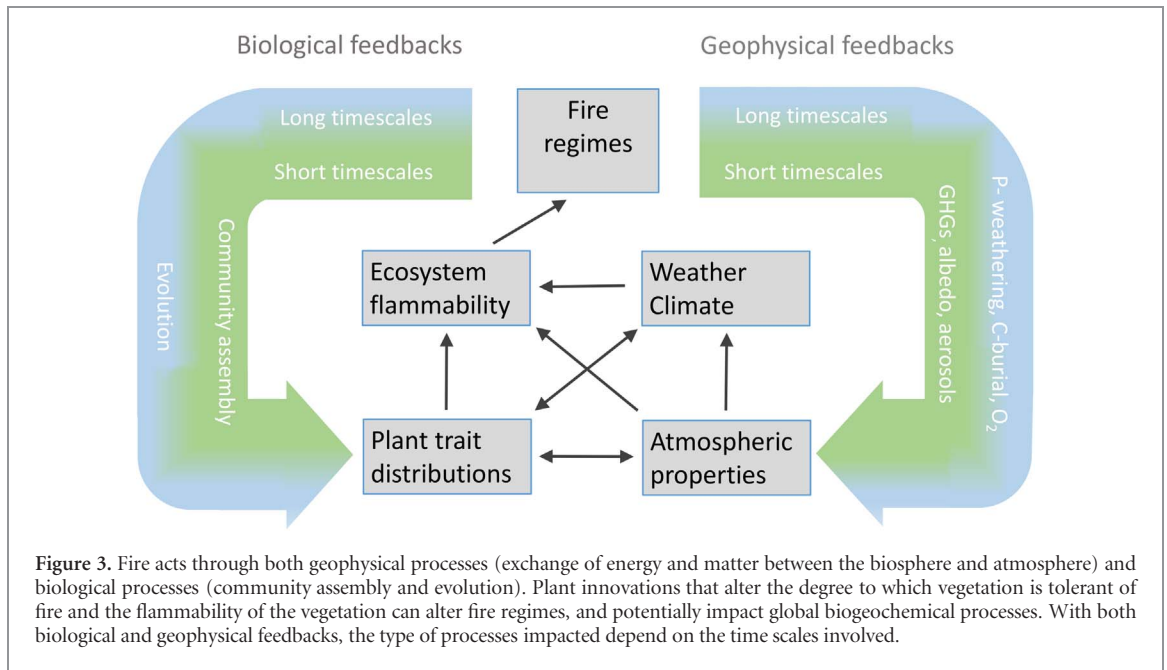 Biological feedbacks
Geophysical feedbacks
Long timescales
Short timescales
Evolution
Community assembly
Fire
regimes
Long timescales
Short timescales
GHGs, albedo, aerosols
P- weathering, C-burial, O₂
Ecosystem
flammability
Weather
Climate
Plant trait
distributions
Atmospheric
properties
Figure 3. Fire acts through both geophysical processes (exchange of energy and matter between the biosphere and atmosphere) and
biological processes (community assembly and evolution). Plant innovations that alter the degree to which vegetation is tolerant of
fire and the flammability of the vegetation can alter fire regimes, and potentially impact global biogeochemical processes. With both
biological and geophysical feedbacks, the type of processes impacted depend on the time scales involved.